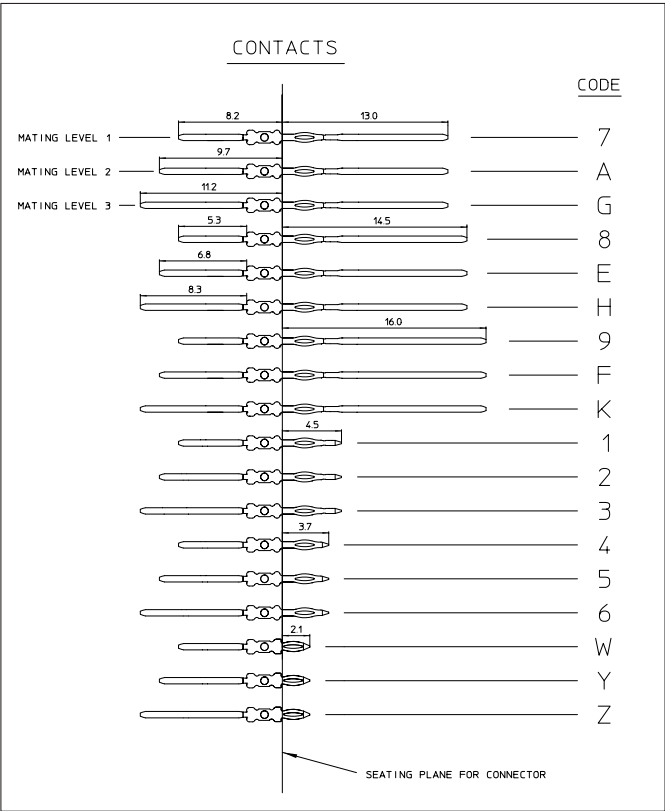 CONTACTS
CODE
8.2 13.0
MATING LEVEL 1 7
9.7
MATING LEVEL 2 A
11.2
MATING LEVEL 3 G
5.3 14.5
8
6.8
E
8.3
H
16.0
9
F
K
4.5
1
2
3
3.7
4
5
6
2.1
W
Y
Z
SEATING PLANE FOR CONNECTOR